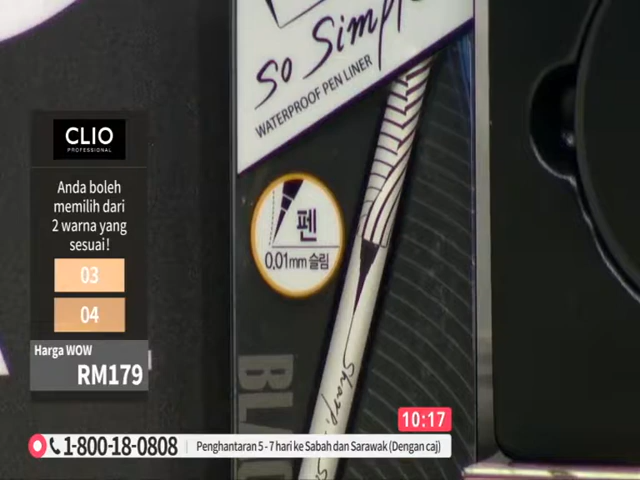 So Simple
WATERPROOF PEN LINER
CLIO
PROFESSIONAL
Anda boleh
memilih dari
2 warna yang
sesuai!
03
04
Harga WOW
RM179
펜
0.01mm 슬림
Sharp,
10:17
1-800-18-0808
Penghantaran 5 - 7 hari ke Sabah dan Sarawak (Dengan caj)